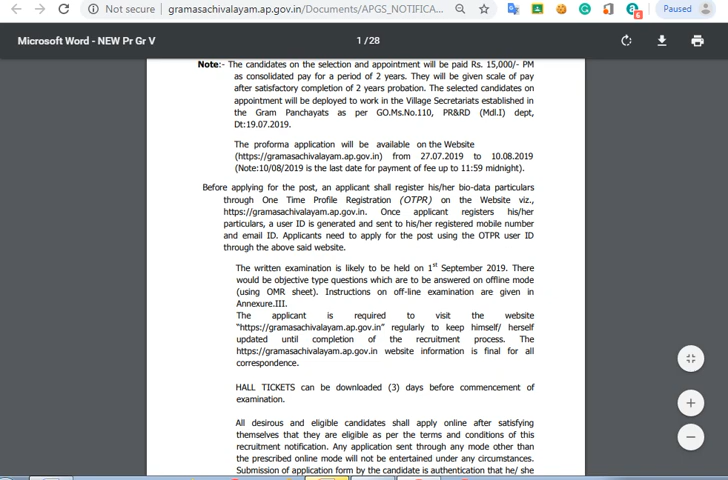 Not secure | gramasachivalayam.ap.gov.in/Documents/APGS_NOTIFICA...
Paused
Microsoft Word - NEW Pr Gr V
1 / 28
Note:- The candidates on the selection and appointment will be paid Rs. 15,000/- PM
as consolidated pay for a period of 2 years. They will be given scale of pay
after satisfactory completion of 2 years probation. The selected candidates on
appointment will be deployed to work in the Village Secretariats established in
the Gram Panchayats as per GO.Ms.No.110, PR&RD (Mdl.I) dept,
Dt:19.07.2019.
The proforma application will be available on the Website
(https://gramasachivalayam.ap.gov.in) from 27.07.2019 to 10.08.2019
(Note:10/08/2019 is the last date for payment of fee up to 11:59 midnight).
Before applying for the post, an applicant shall register his/her bio-data particulars
through One Time Profile Registration (OTPR) on the Website viz.,
https://gramasachivalayam.ap.gov.in. Once applicant registers his/her
particulars, a user ID is generated and sent to his/her registered mobile number
and email ID. Applicants need to apply for the post using the OTPR user ID
through the above said website.
The written examination is likely to be held on 1st September 2019. There
would be objective type questions which are to be answered on offline mode
(using OMR sheet). Instructions on off-line examination are given in
Annexure.III.
The applicant is required to visit the website
"https://gramasachivalayam.ap.gov.in" regularly to keep himself/ herself
updated until completion of the recruitment process. The
https://gramasachivalayam.ap.gov.in website information is final for all
correspondence.
HALL TICKETS can be downloaded (3) days before commencement of
examination.
All desirous and eligible candidates shall apply online after satisfying
themselves that they are eligible as per the terms and conditions of this
recruitment notification. Any application sent through any mode other than
the prescribed online mode will not be entertained under any circumstances.
Submission of application form by the candidate is authentication that he/ she